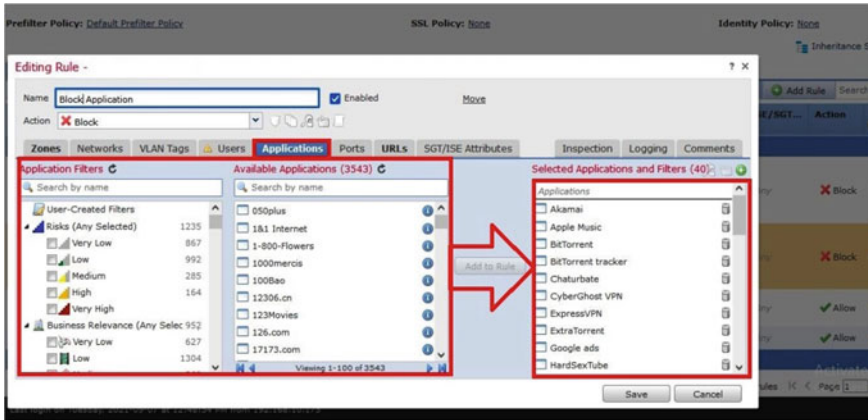 Prefilter Policy: Default Prefilter Policy
SSL Policy: None
Identity Policy: None
Inheritance S
Editing Rule -
? ×
Add Rule
Search
Name
Block Application
Enabled
Move
Action
Block
SE/SGT...
Action
Zones
Networks
VLAN Tags
Users
Applications
Ports
URLs
SGT/ISE Attributes
Inspection
Logging
Comments
Application Filters
Search by name
User-Created Filters
Risks (Any Selected) 1235
Very Low 867
Low 992
Medium 285
High 164
Very High
Business Relevance (Any Selec 952
Very Low 627
Low 1304
Available Applications (3543)
Search by name
050plus
1&1 Internet
1-800-Flowers
1000mercis
100Bao
12306.cn
123Movies
126.com
17173.com
Viewing 1-100 of 3543
Add to Rule
Selected Applications and Filters (40)
Applications
Akamai
Apple Music
BitTorrent
BitTorrent tracker
Chaturbate
CyberGhost VPN
ExpressVPN
ExtraTorrent
Google ads
HardSexTube
Block
Block
Allow
Allow
Save
Cancel
Page 1